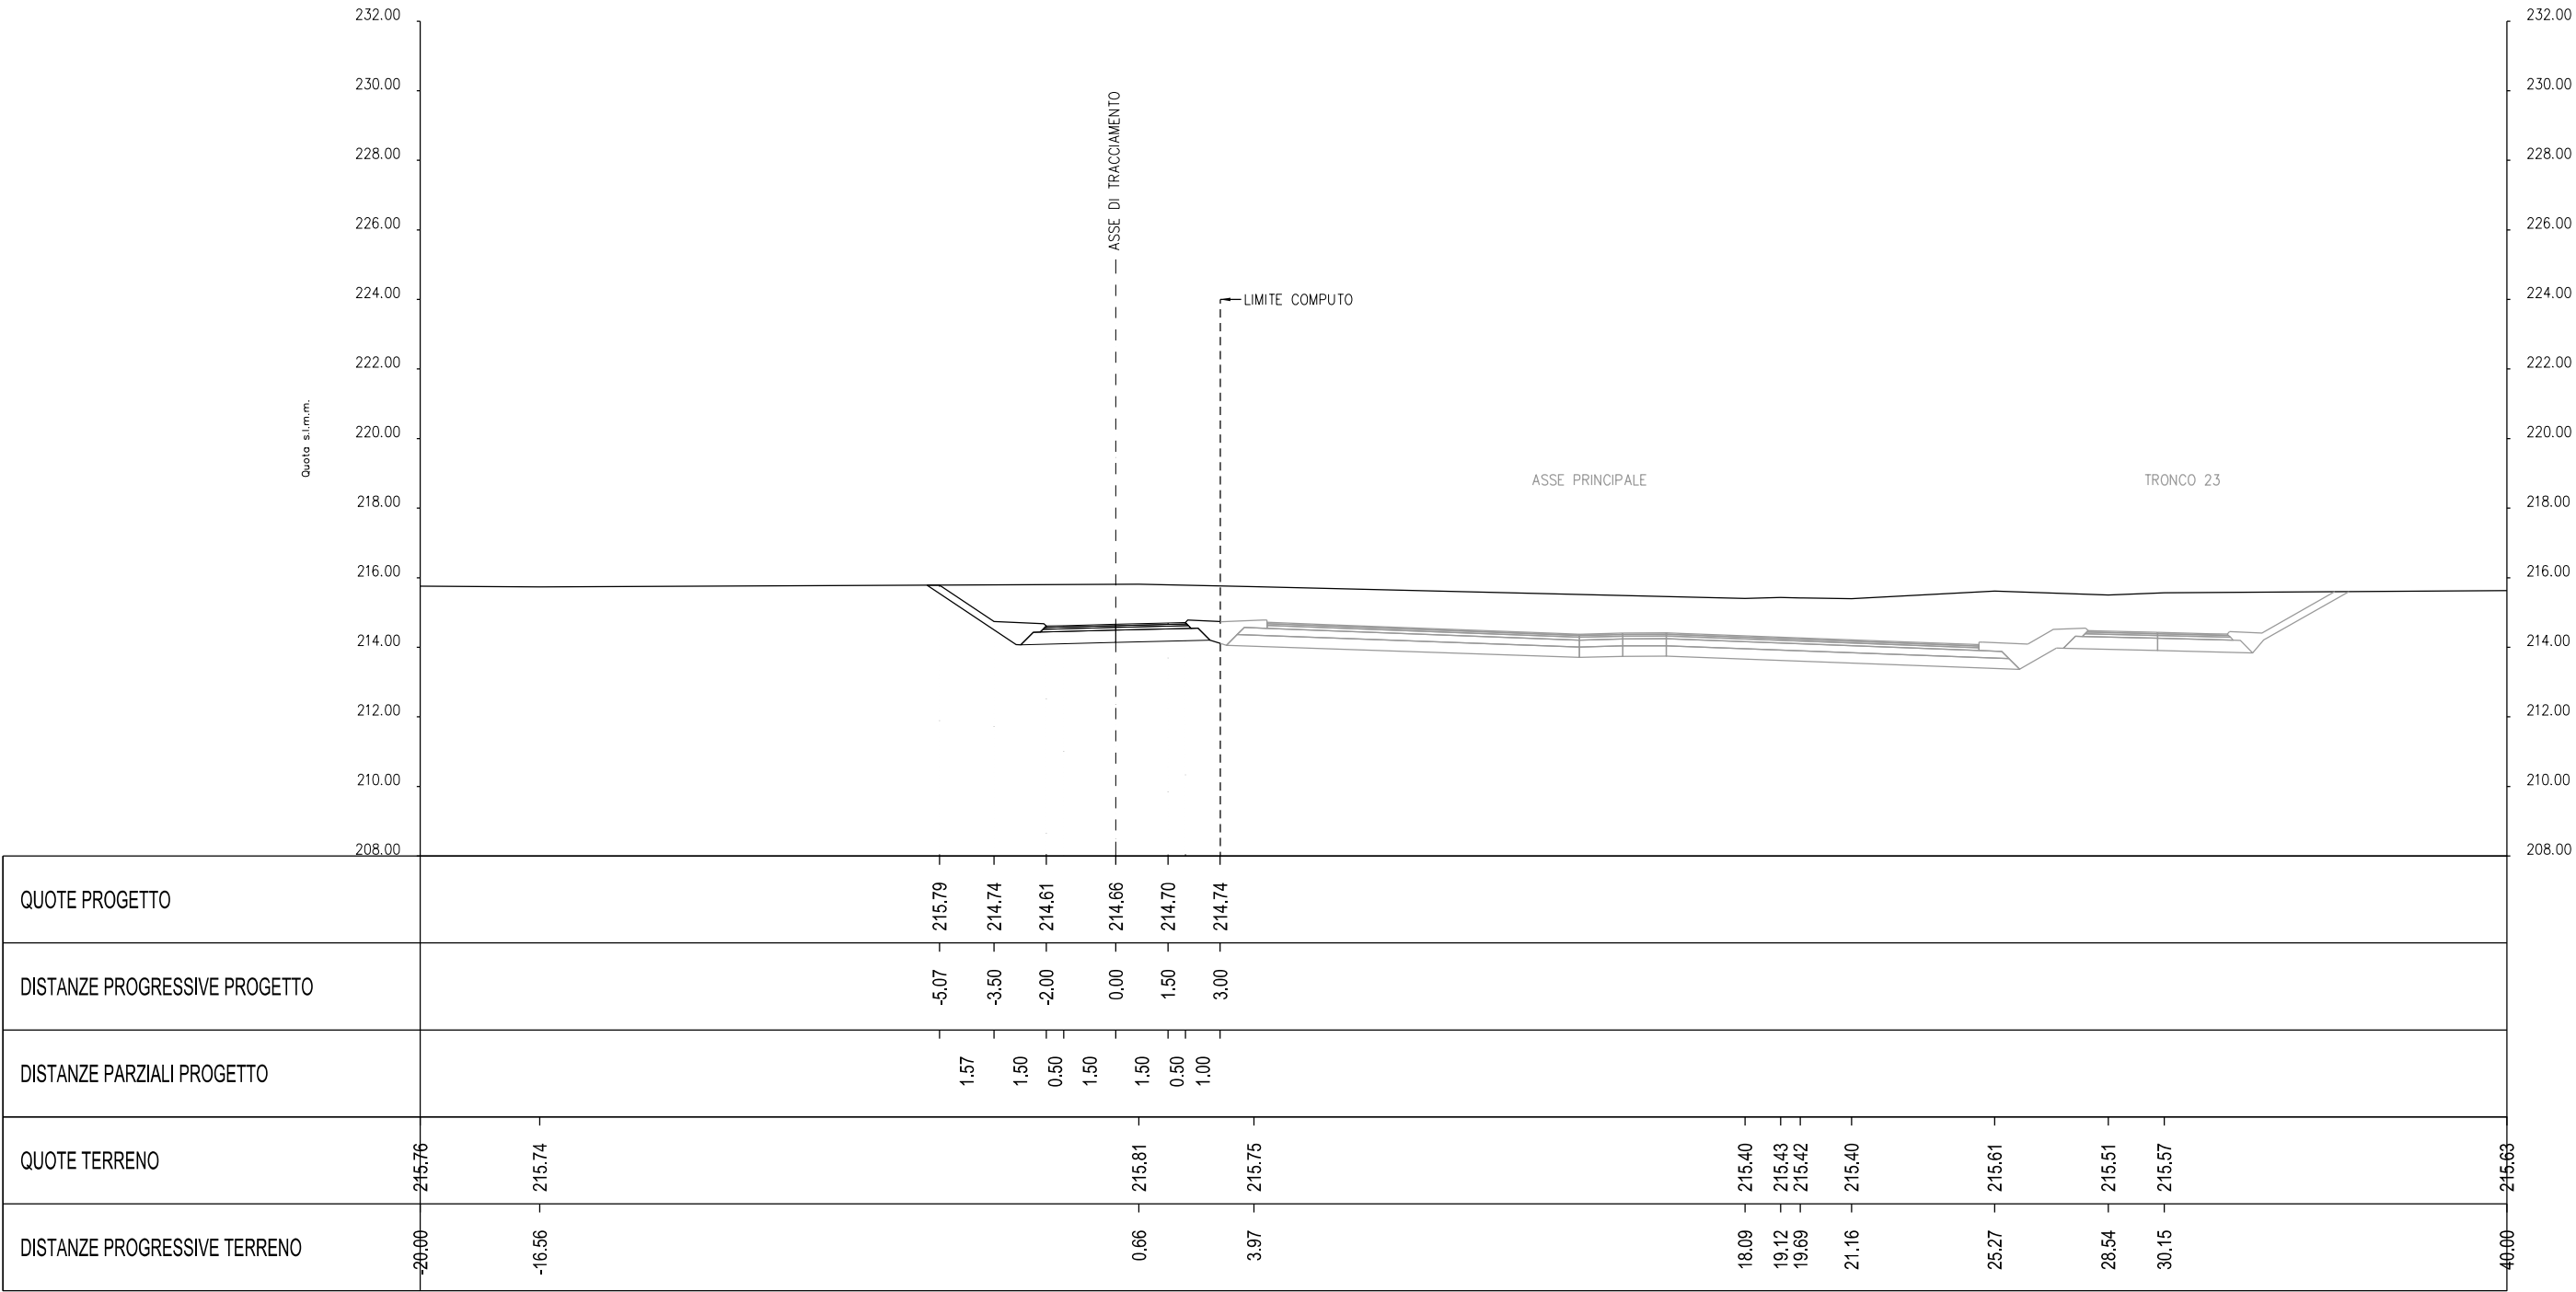 232.00 232.00
230.00 230.00
228.00 228.00
226.00 226.00
224.00 224.00
222.00 222.00
220.00 220.00
218.00 218.00
216.00 216.00
214.00 214.00
212.00 212.00
210.00 210.00
208.00 208.00
Quota s.l.m.m.
ASSE DI TRACCIAMENTO
LIMITE COMPUTO
ASSE PRINCIPALE
TRONCO 23
QUOTE PROGETTO 215.79 214.74 214.61 214.66 214.70 214.74
DISTANZE PROGRESSIVE PROGETTO -5.07 -3.50 -2.00 0.00 1.50 3.00
DISTANZE PARZIALI PROGETTO 1.57 1.50 0.50 1.50 1.50 0.50 1.00
QUOTE TERRENO 215.76 215.74 215.81 215.75 215.40 215.43 215.42 215.40 215.61 215.51 215.57 215.63
DISTANZE PROGRESSIVE TERRENO -20.00 -16.56 0.66 3.97 18.09 19.12 19.69 21.16 25.27 28.54 30.15 40.00